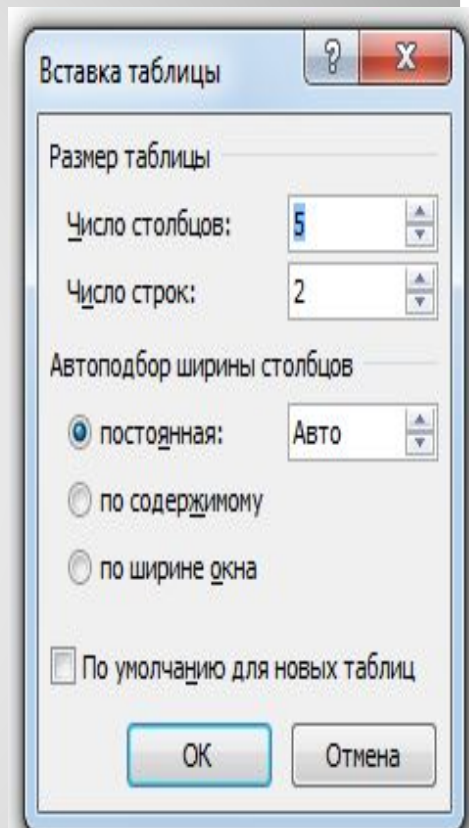 Вставка таблицы
Размер таблицы
Число столбцов: 5
Число строк: 2
Автоподбор ширины столбцов
постоянная: Авто
по содержимому
по ширине окна
По умолчанию для новых таблиц
ОК Отмена